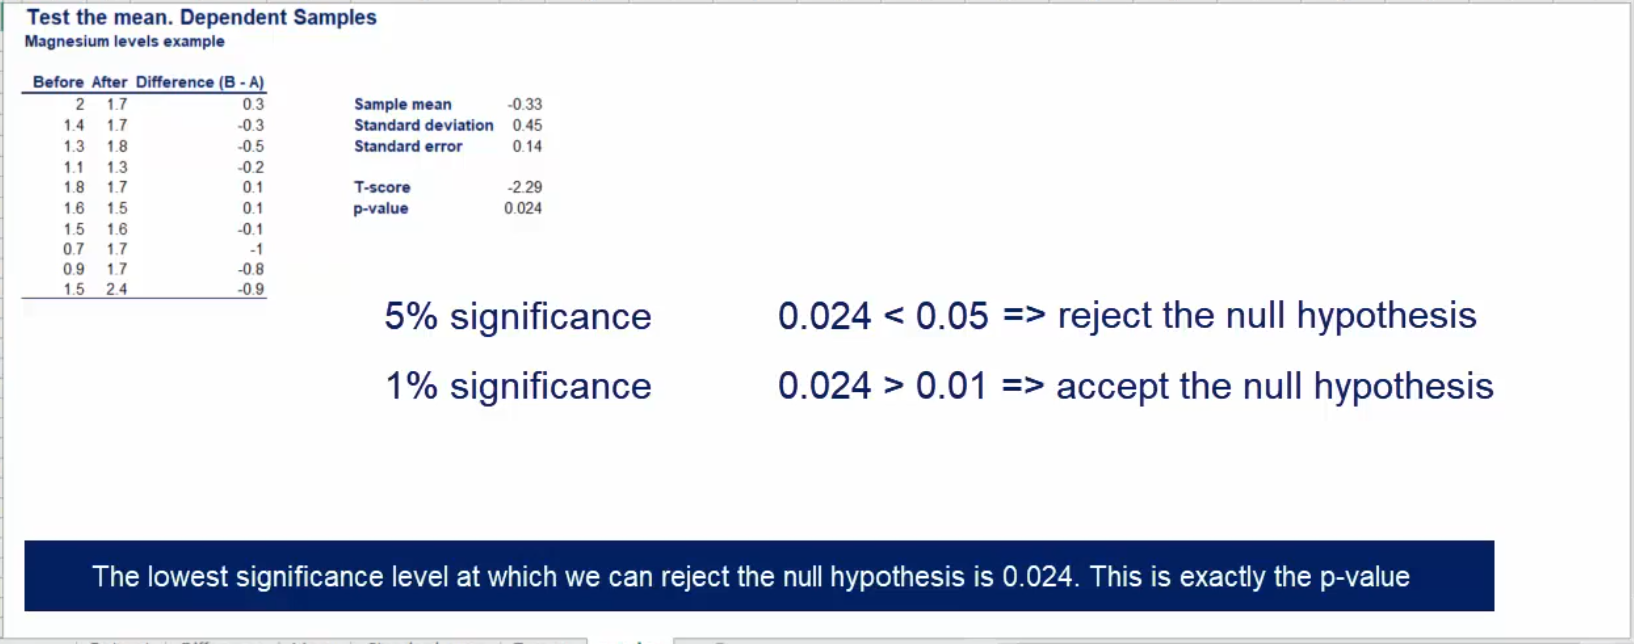 Test the mean. Dependent Samples
Magnesium levels example
Before After Difference (B - A)
2 1.7 0.3
1.4 1.7 -0.3
1.3 1.8 -0.5
1.1 1.3 -0.2
1.8 1.7 0.1
1.6 1.5 0.1
1.5 1.6 -0.1
0.7 1.7 -1
0.9 1.7 -0.8
1.5 2.4 -0.9
Sample mean -0.33
Standard deviation 0.45
Standard error 0.14
T-score -2.29
p-value 0.024
5% significance 0.024 < 0.05 => reject the null hypothesis
1% significance 0.024 > 0.01 => accept the null hypothesis
The lowest significance level at which we can reject the null hypothesis is 0.024. This is exactly the p-value